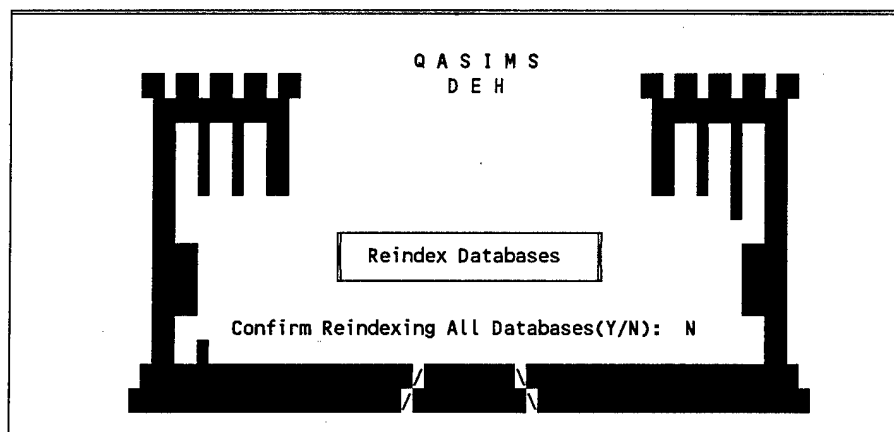 Q A S I M S
D E H
Reindex Databases
Confirm Reindexing All Databases(Y/N): N